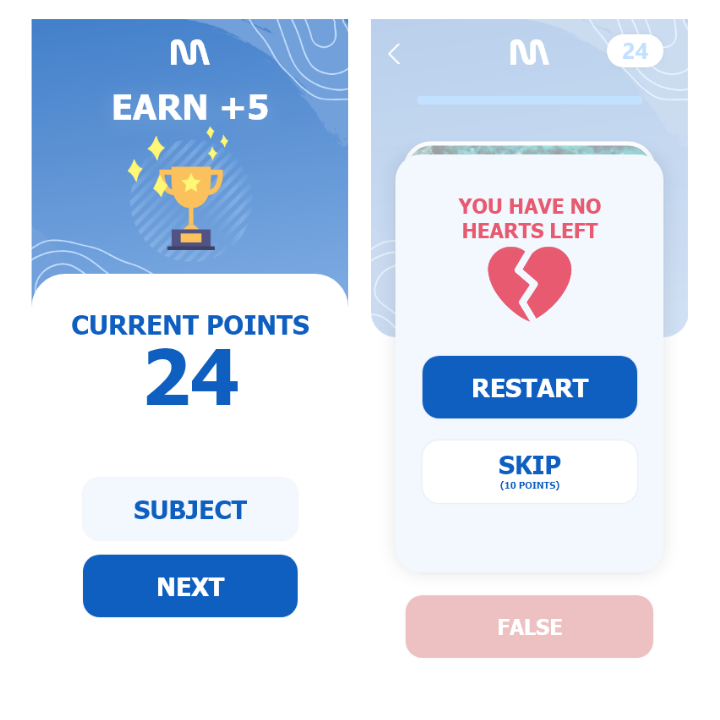 EARN +5
CURRENT POINTS
24
SUBJECT
NEXT
24
YOU HAVE NO
HEARTS LEFT
RESTART
SKIP
(10 POINTS)
FALSE